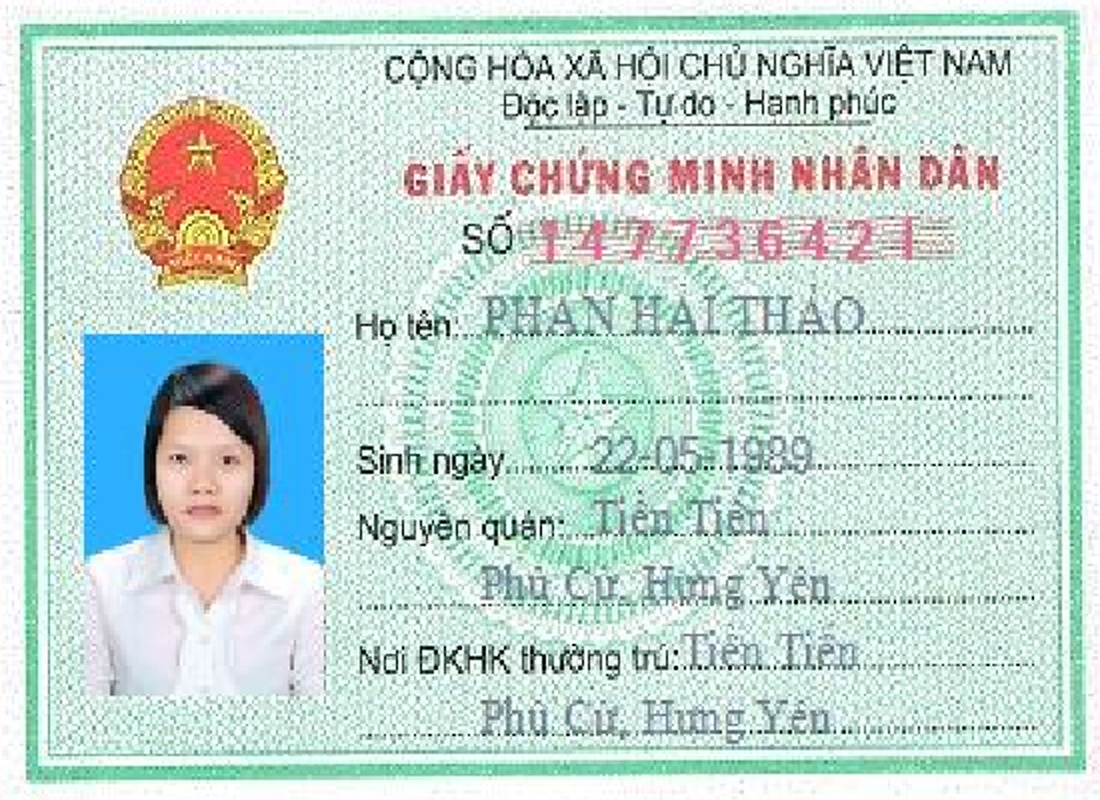 CỘNG HÒA XÃ HỘI CHỦ NGHĨA VIỆT NAM
Độc lập - Tự do - Hạnh phúc
GIẤY CHỨNG MINH NHÂN DÂN
SỐ 147736421
Họ tên: PHAN HẢI THẢO
Sinh ngày 22-05-1989
Nguyên quán: Tiên Tiến
Phù Cừ, Hưng Yên
Nơi ĐKHK thường trú: Tiên Tiến
Phù Cừ, Hưng Yên